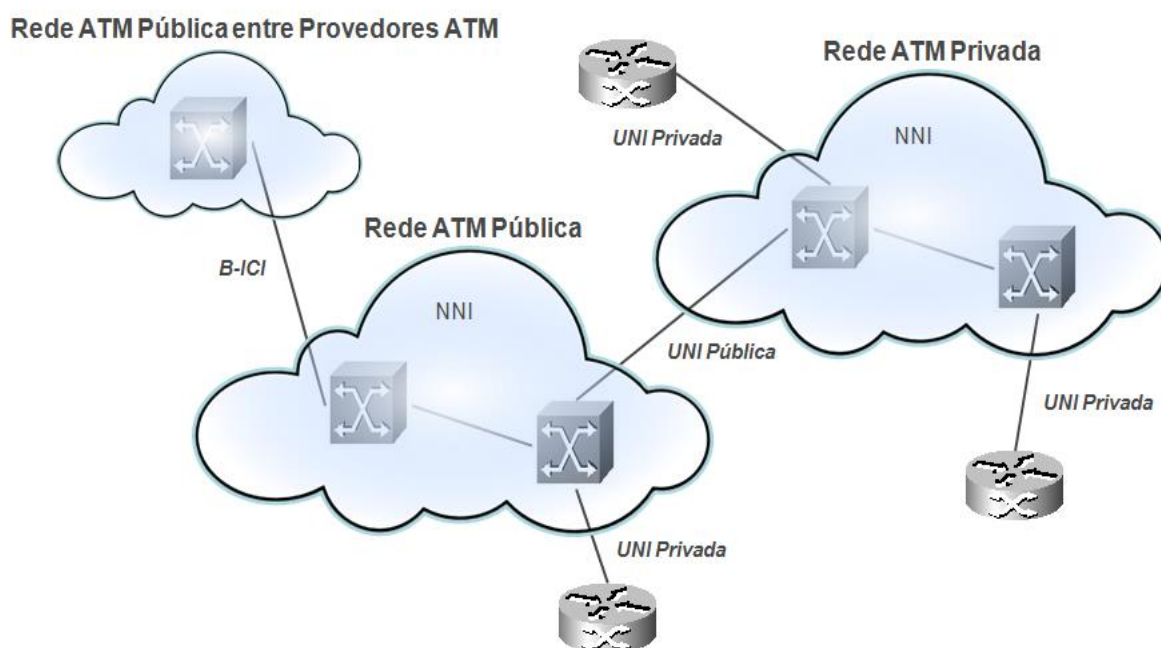 Rede ATM Pública entre Provedores ATM
Rede ATM Privada
UNI Privada
NNI
Rede ATM Pública
B-ICI
NNI
UNI Pública
UNI Privada
UNI Privada